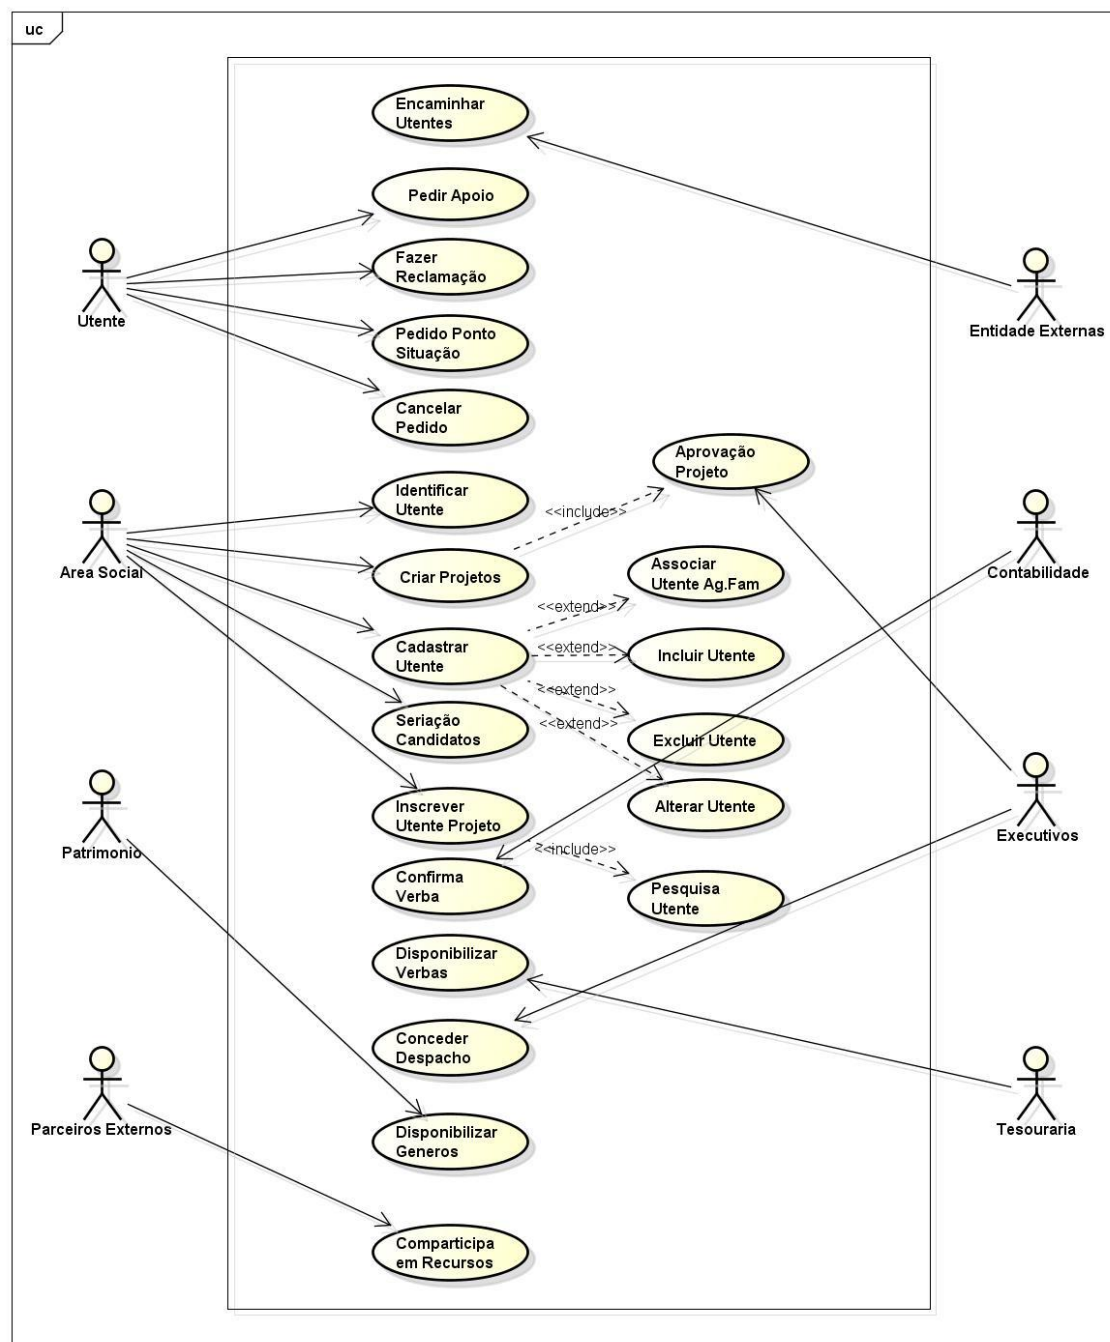 uc
Encaminhar
Utentes
Pedir Apoio
Fazer
Reclamação
Utente
Entidade Externas
Pedido Ponto
Situação
Cancelar
Pedido
Aprovação
Projeto
Identificar
Utente
<<include>>
Area Social
Contabilidade
Criar Projetos
Associar
Utente Ag.Fam
<<extend>>
Cadastrar
Utente
<<extend>>
Incluir Utente
<<extend>>
Seriação
Candidatos
<<extend>>
Excluir Utente
Inscrever
Utente Projeto
Alterar Utente
Executivos
Patrimonio
<<include>>
Confirma
Verba
Pesquisa
Utente
Disponibilizar
Verbas
Conceder
Despacho
Parceiros Externos
Tesouraria
Disponibilizar
Generos
Comparticipa
em Recursos